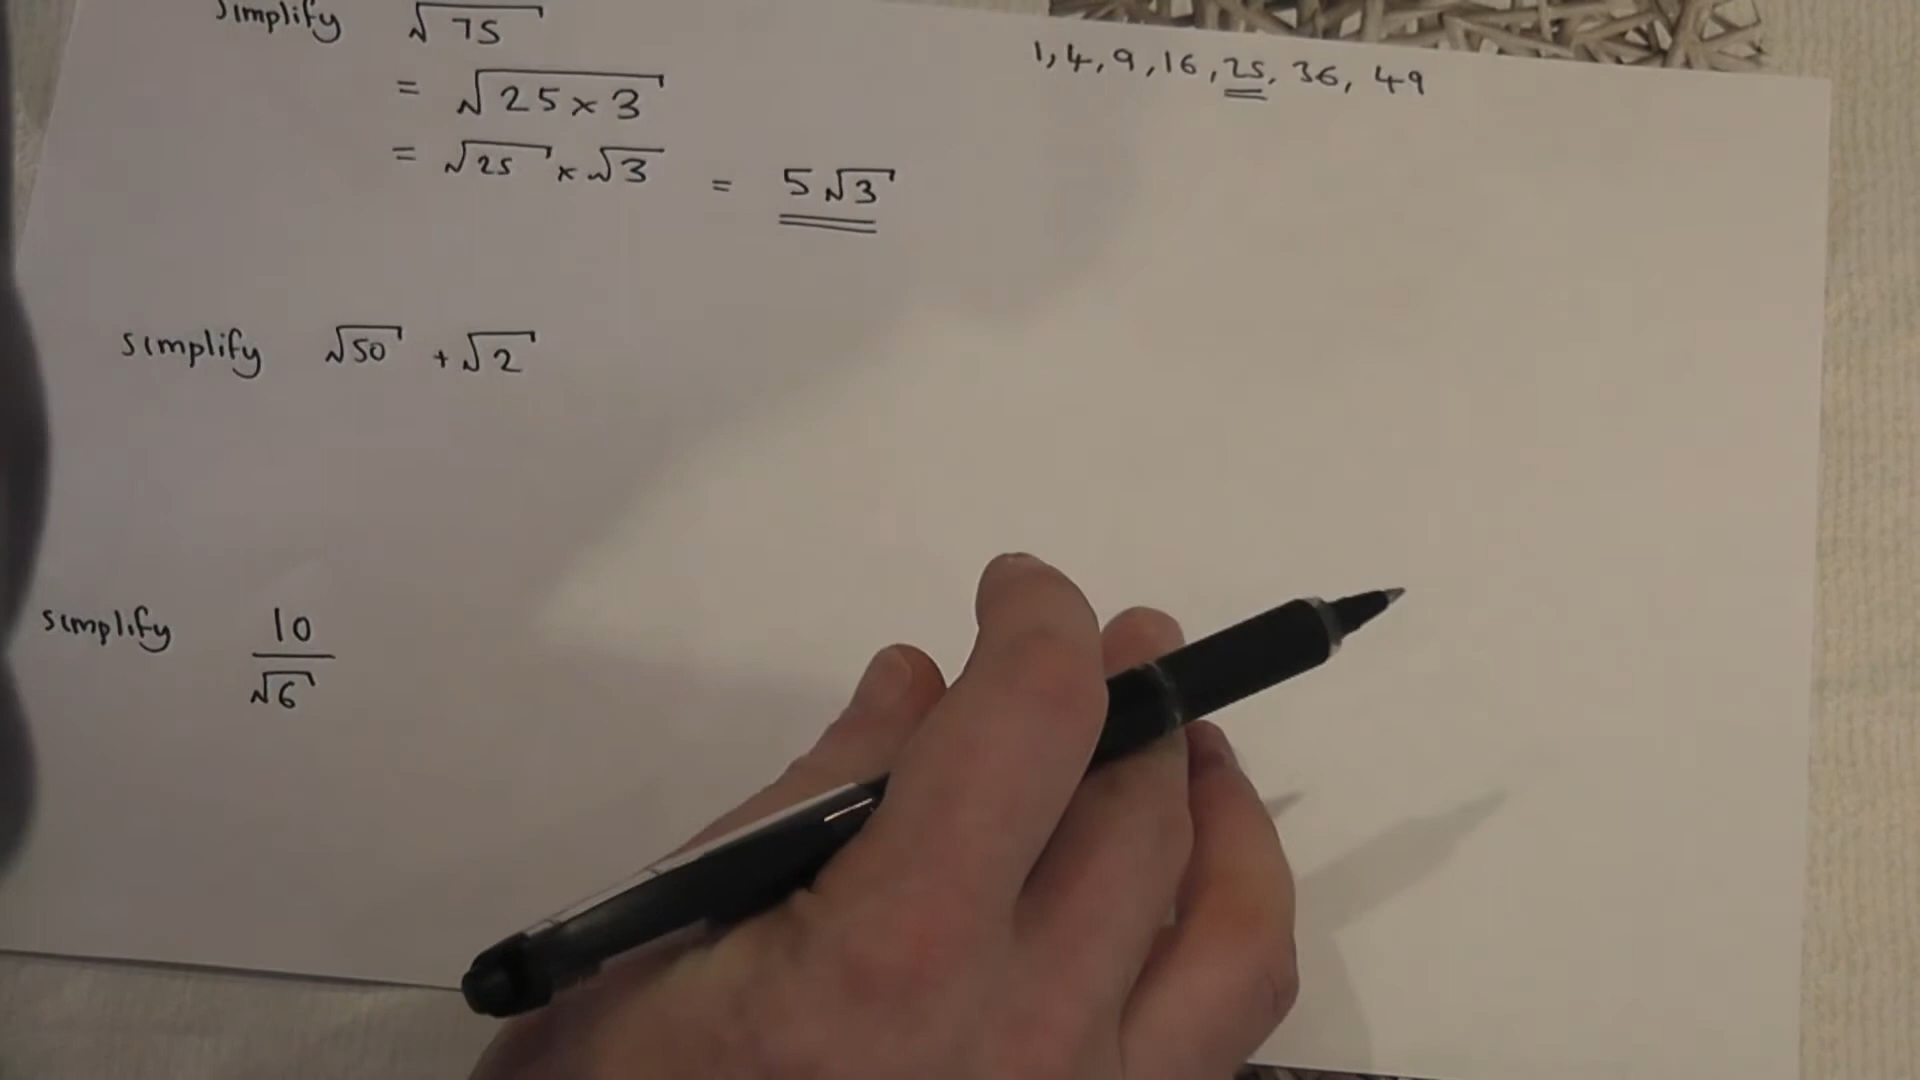 simplify √75
1, 4, 9, 16, 25, 36, 49
= √25 × 3
= √25 × √3 = 5√3
simplify √50 + √2
simplify 10/√6